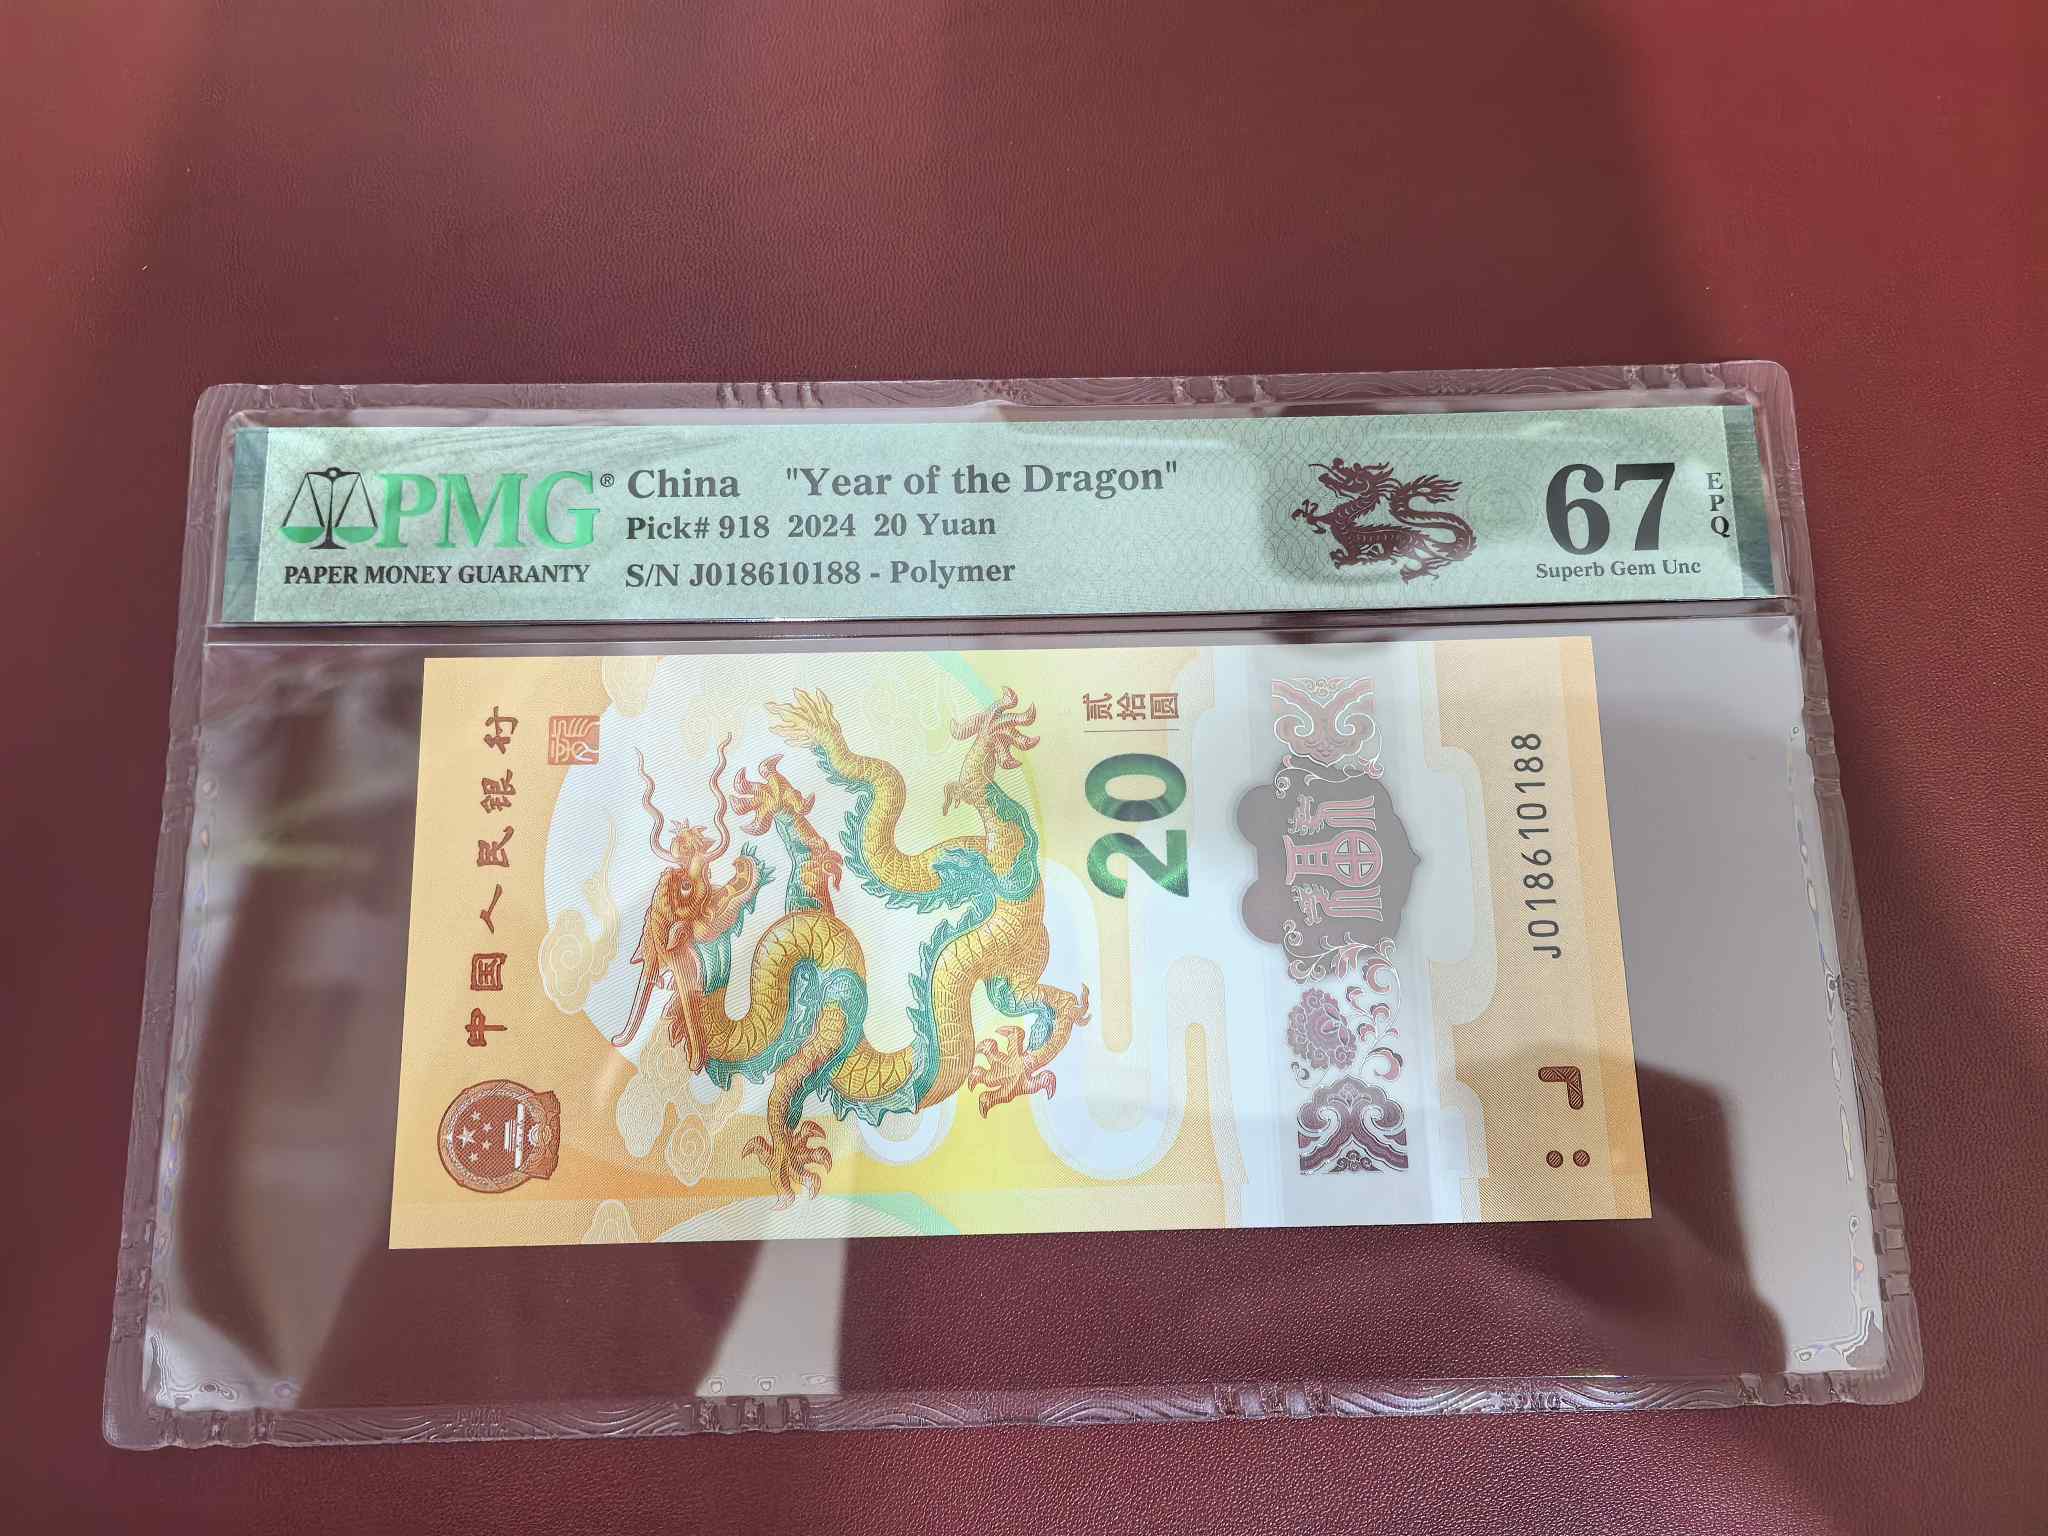 PMG® China "Year of the Dragon"
Pick# 918 2024 20 Yuan
PAPER MONEY GUARANTY S/N J018610188 - Polymer
67 EPQ
Superb Gem Unc
中国人民银行
贰拾圆
20
福
J018610188